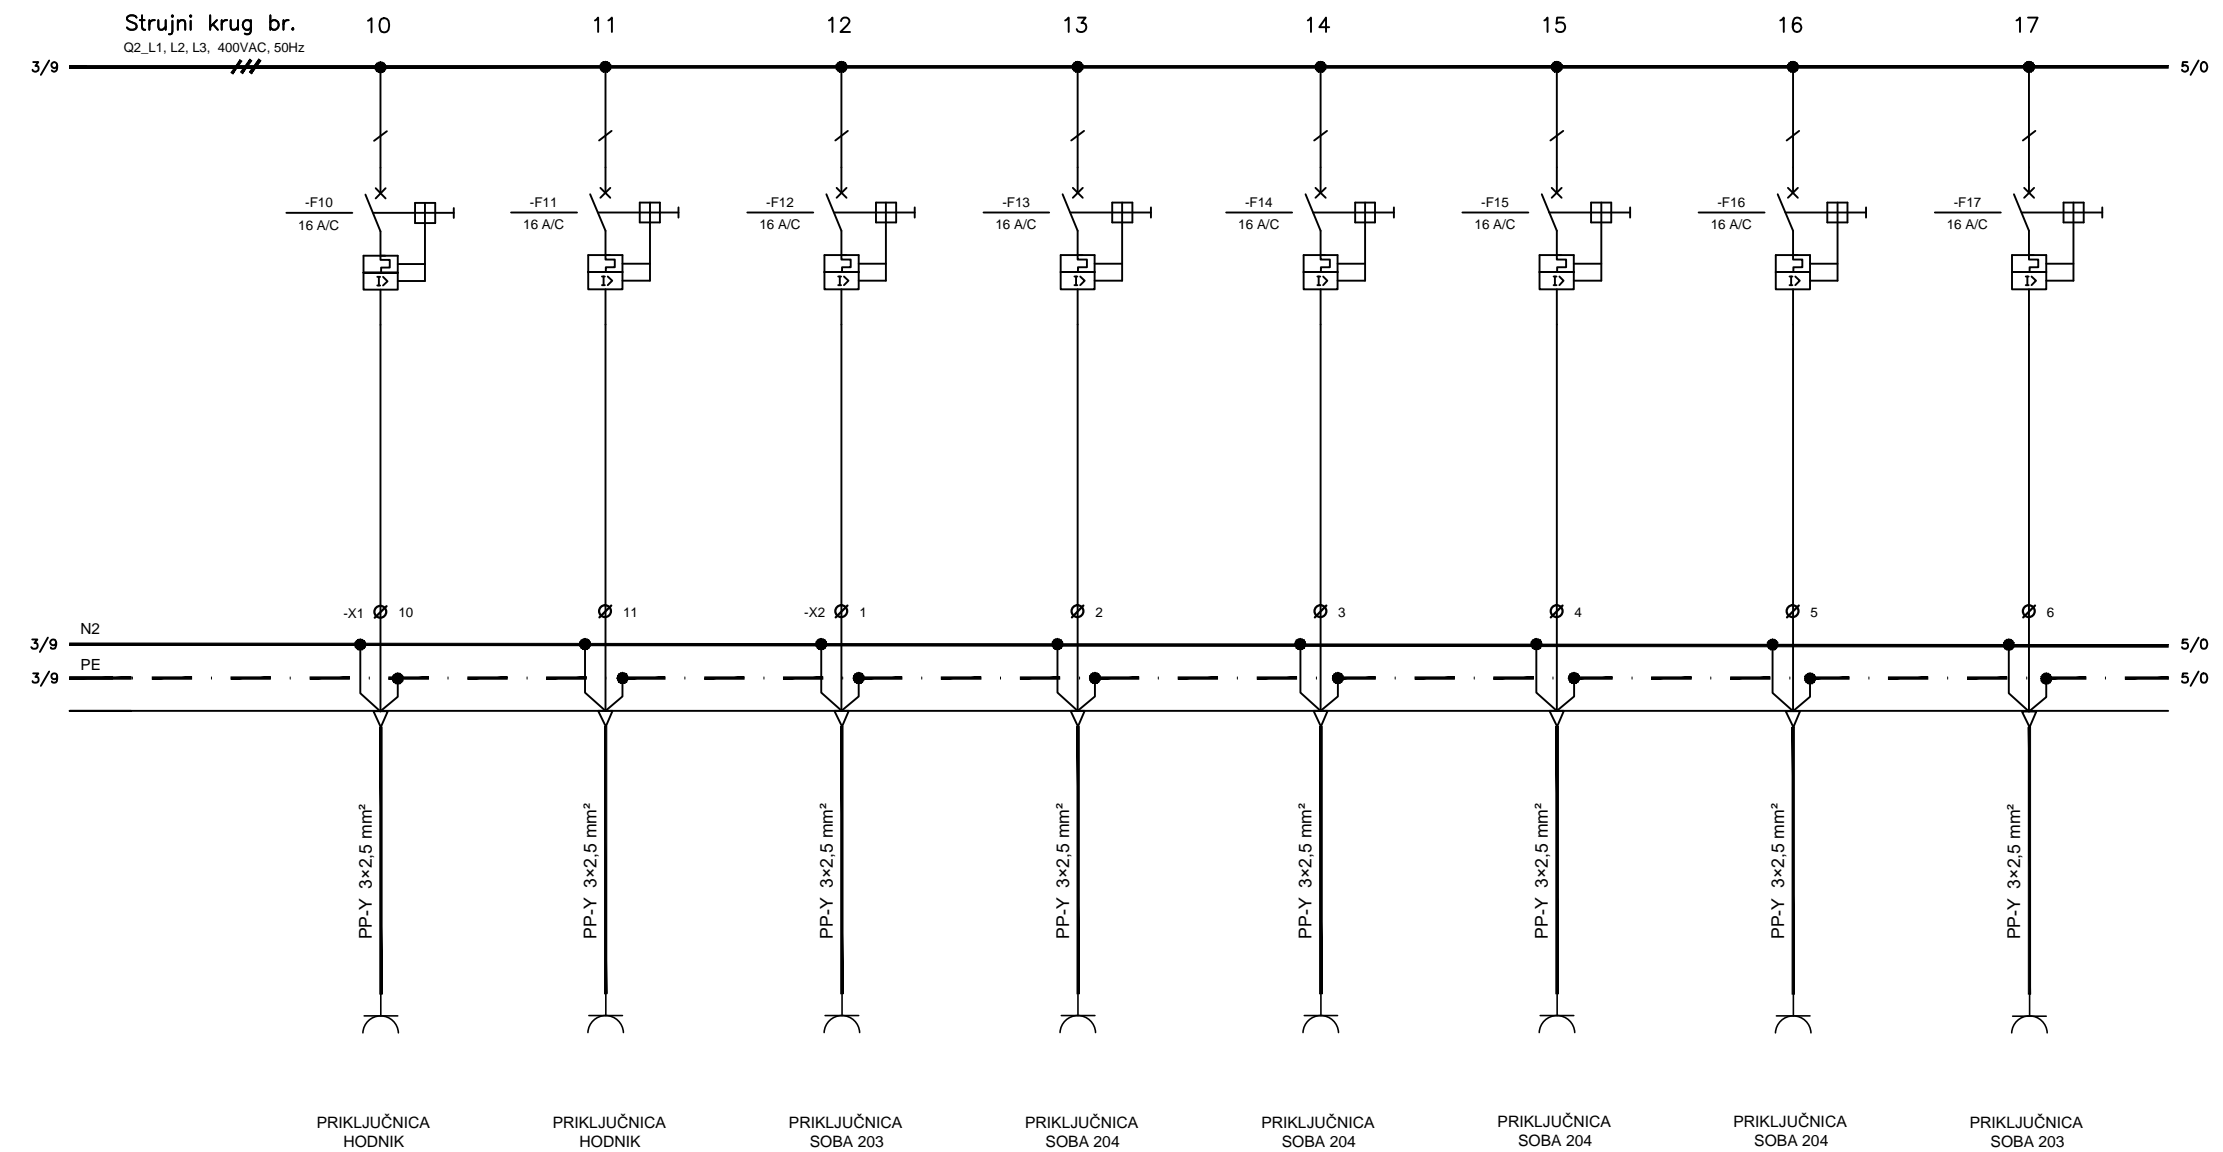 Strujni krug br. 10 11 12 13 14 15 16 17
Q2_L1, L2, L3, 400VAC, 50Hz
3/9 5/0
-F10 -F11 -F12 -F13 -F14 -F15 -F16 -F17
16 A/C 16 A/C 16 A/C 16 A/C 16 A/C 16 A/C 16 A/C 16 A/C
I> I> I> I> I> I> I> I>
-X1 10 11 -X2 1 2 3 4 5 6
N2
3/9 5/0
PE
3/9 5/0
PP-Y 3×2,5 mm²
PP-Y 3×2,5 mm²
PP-Y 3×2,5 mm²
PP-Y 3×2,5 mm²
PP-Y 3×2,5 mm²
PP-Y 3×2,5 mm²
PP-Y 3×2,5 mm²
PP-Y 3×2,5 mm²
PRIKLJUČNICA
HODNIK
PRIKLJUČNICA
HODNIK
PRIKLJUČNICA
SOBA 203
PRIKLJUČNICA
SOBA 204
PRIKLJUČNICA
SOBA 204
PRIKLJUČNICA
SOBA 204
PRIKLJUČNICA
SOBA 204
PRIKLJUČNICA
SOBA 203